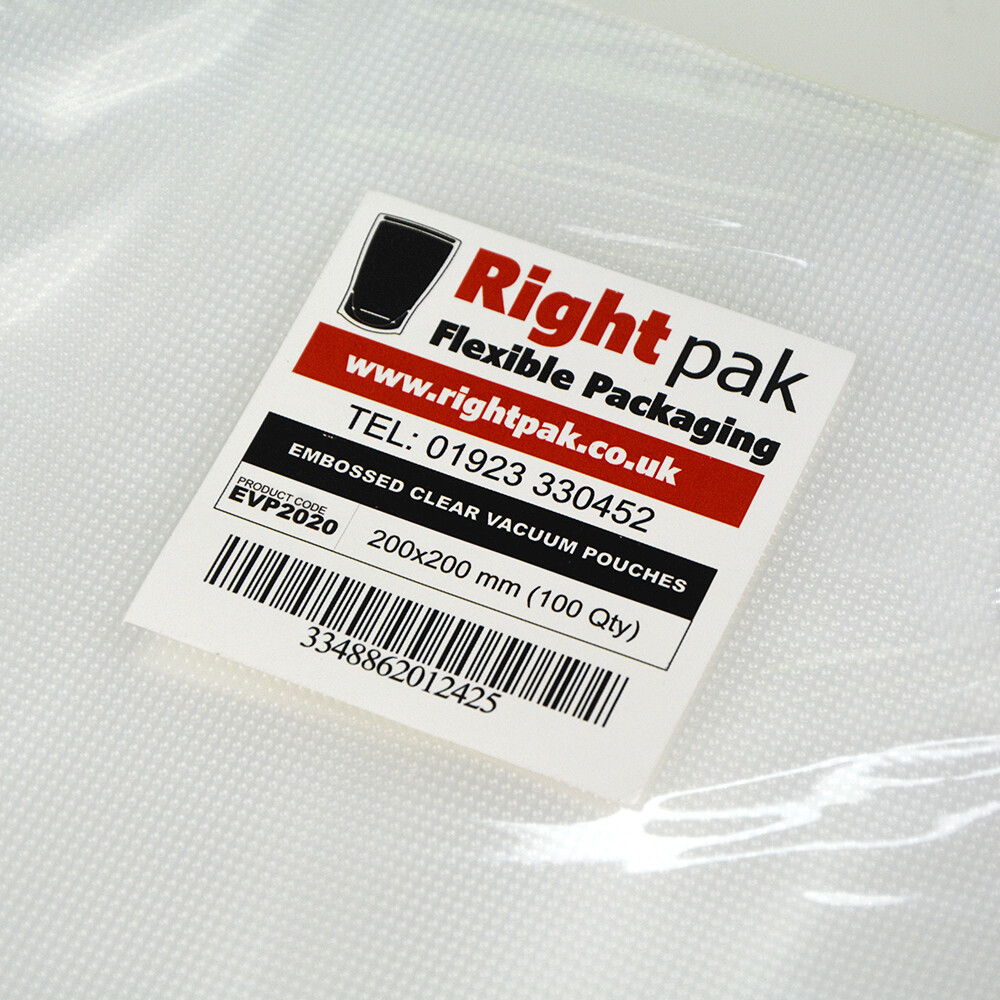 Right pak
Flexible Packaging
www.rightpak.co.uk
TEL: 01923 330452
EMBOSSED CLEAR VACUUM POUCHES
PRODUCT CODE
EVP2020
200x200 mm (100 Qty)
3348862012425